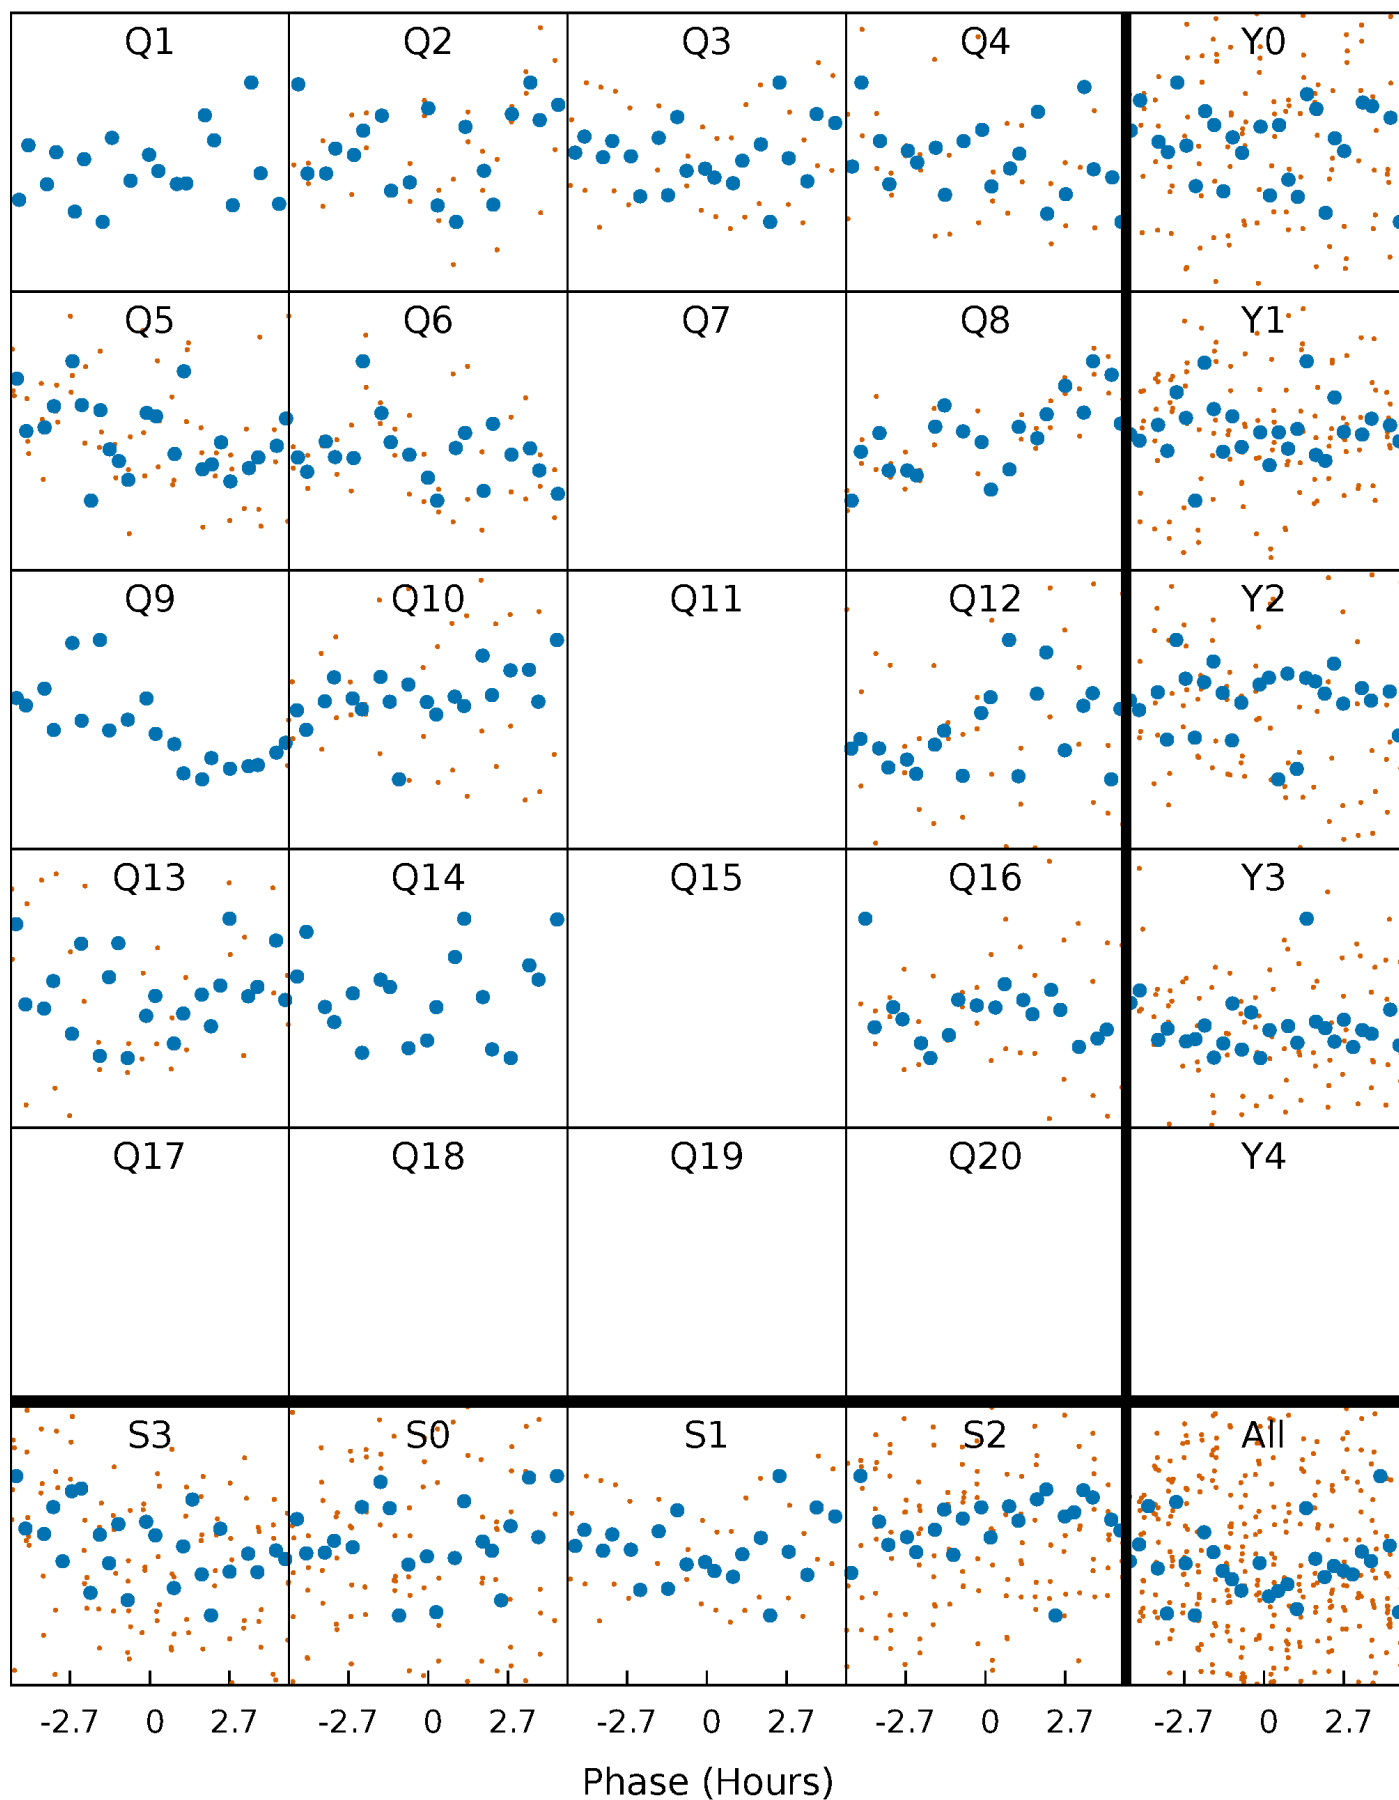 Q1 Q2 Q3 Q4 Y0
Q5 Q6 Q7 Q8 Y1
Q9 Q10 Q11 Q12 Y2
Q13 Q14 Q15 Q16 Y3
Q17 Q18 Q19 Q20 Y4
S3 S0 S1 S2 All
-2.7 0 2.7 -2.7 0 2.7 -2.7 0 2.7 -2.7 0 2.7 -2.7 0 2.7
Phase (Hours)